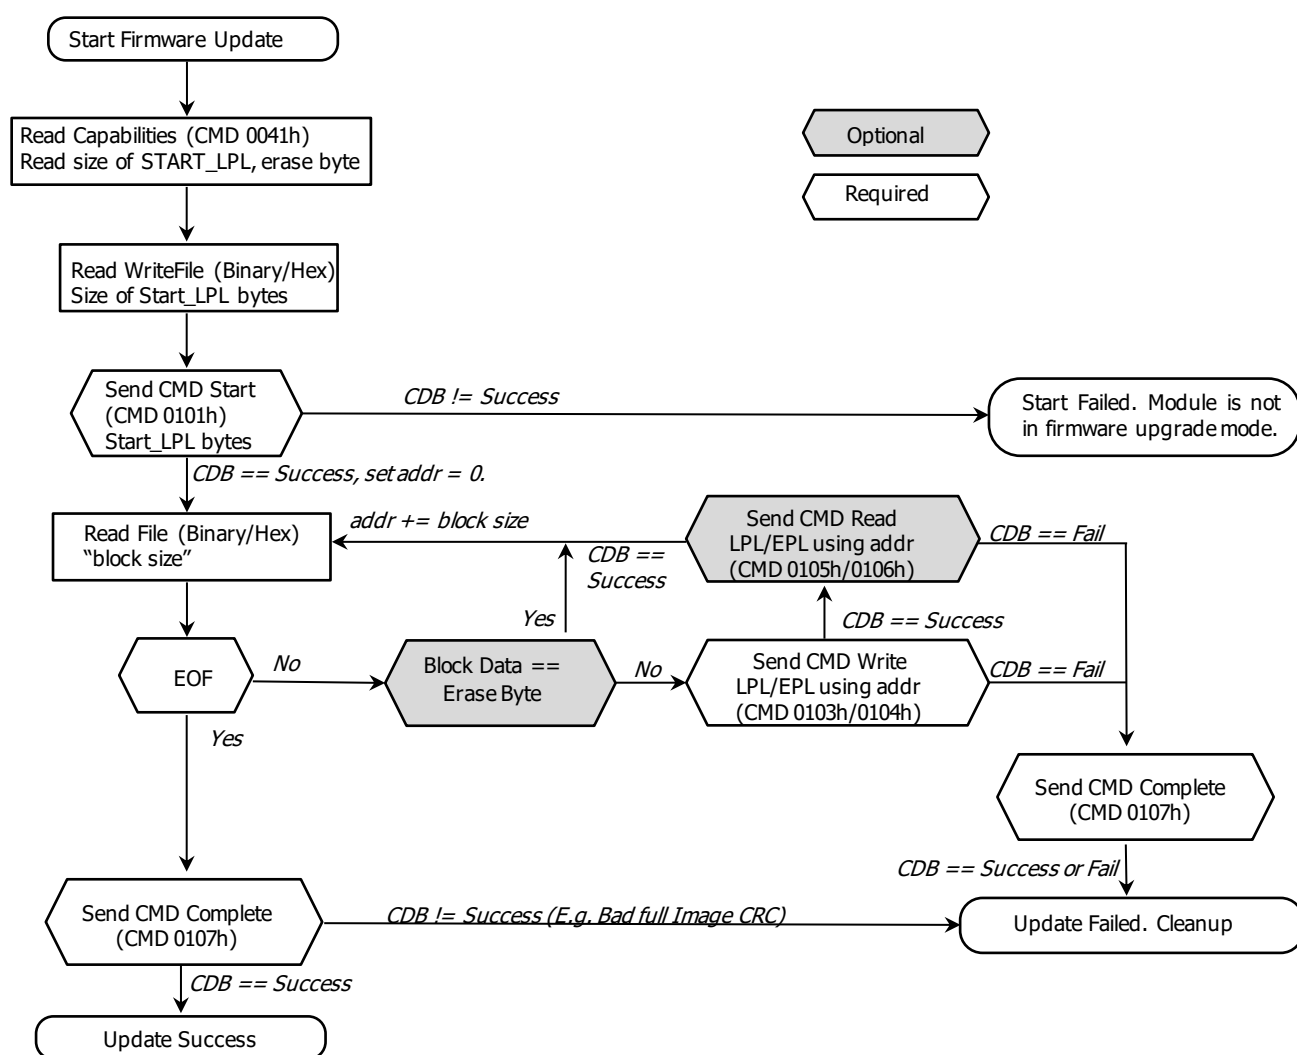 Start Firmware Update
Read Capabilities (CMD 0041h)
Read size of START_LPL, erase byte
Optional
Required
Read WriteFile (Binary/Hex)
Size of Start_LPL bytes
Send CMD Start
(CMD 0101h)
Start_LPL bytes
CDB != Success
Start Failed. Module is not
in firmware upgrade mode.
CDB == Success, set addr = 0.
Read File (Binary/Hex)
“block size”
addr += block size
CDB ==
Success
Send CMD Read
LPL/EPL using addr
(CMD 0105h/0106h)
CDB == Fail
Yes
CDB == Success
EOF
No
Block Data ==
Erase Byte
No
Send CMD Write
LPL/EPL using addr
(CMD 0103h/0104h)
CDB == Fail
Yes
Send CMD Complete
(CMD 0107h)
CDB == Success or Fail
Send CMD Complete
(CMD 0107h)
CDB != Success (E.g. Bad full Image CRC)
Update Failed. Cleanup
CDB == Success
Update Success